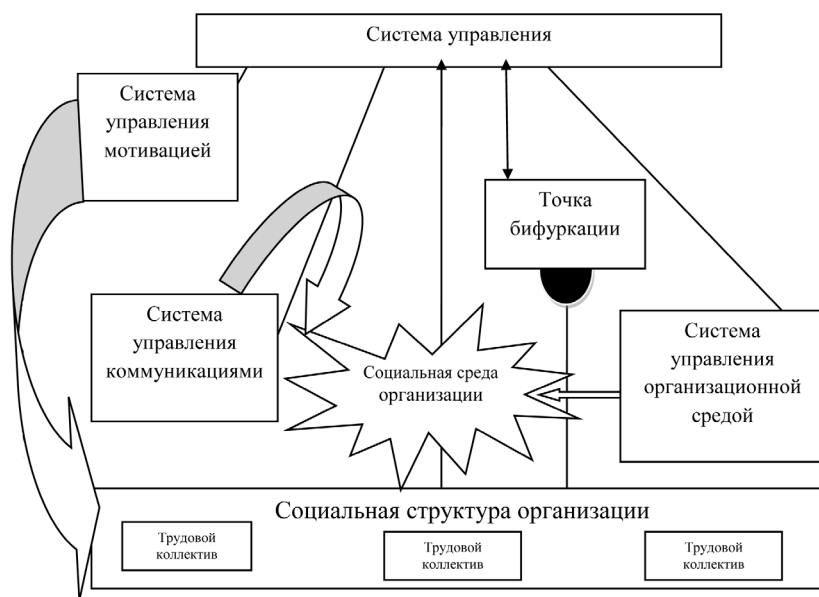 Система управления
Система
управления
мотивацией
Точка
бифуркации
Система
управления
коммуникациями
Социальная среда
организации
Система
управления
организационной
средой
Социальная структура организации
Трудовой
коллектив
Трудовой
коллектив
Трудовой
коллектив